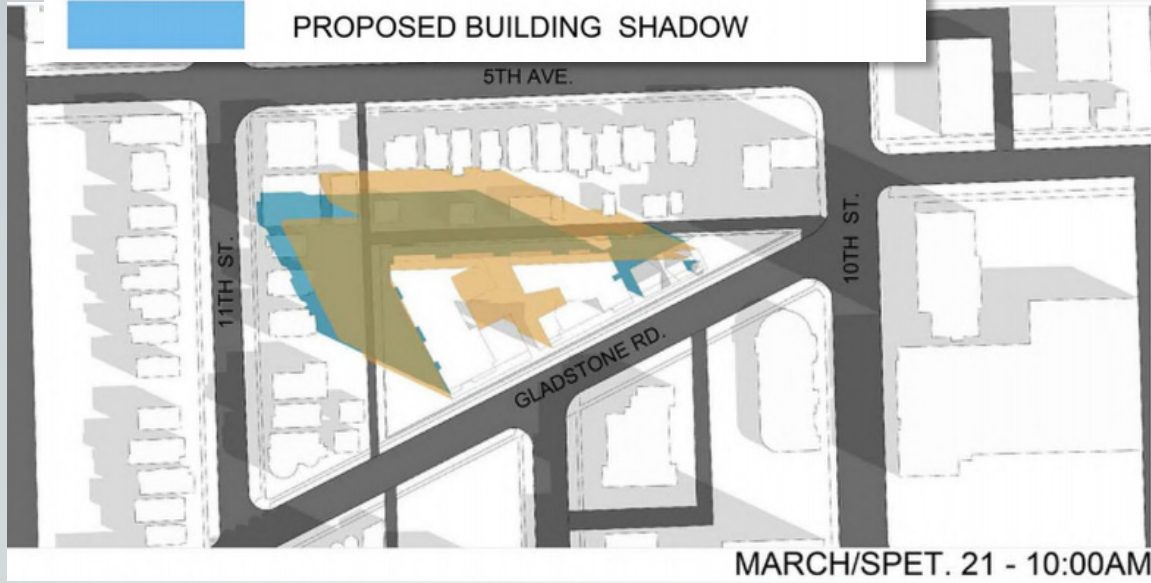 PROPOSED BUILDING SHADOW
5TH AVE.
11TH ST.
10TH ST.
GLADSTONE RD.
MARCH/SPET. 21 - 10:00AM